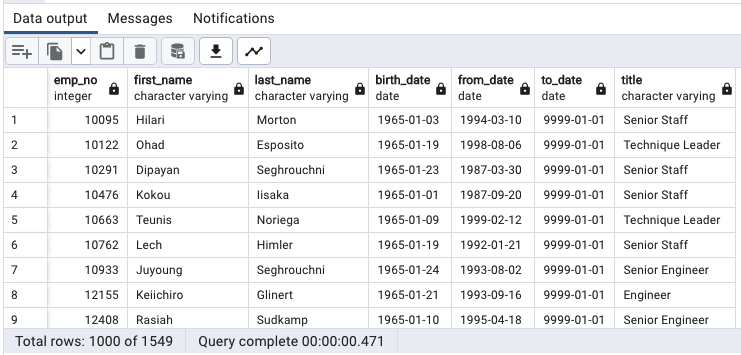 Data output Messages Notifications
emp_no first_name last_name birth_date from_date to_date title
integer character varying character varying date date date character varying
1 10095 Hilari Morton 1965-01-03 1994-03-10 9999-01-01 Senior Staff
2 10122 Ohad Esposito 1965-01-19 1998-08-06 9999-01-01 Technique Leader
3 10291 Dipayan Seghrouchni 1965-01-23 1987-03-30 9999-01-01 Senior Staff
4 10476 Kokou Iisaka 1965-01-01 1987-09-20 9999-01-01 Senior Staff
5 10663 Teunis Noriega 1965-01-09 1999-02-12 9999-01-01 Technique Leader
6 10762 Lech Himler 1965-01-19 1992-01-21 9999-01-01 Senior Staff
7 10933 Juyoung Seghrouchni 1965-01-24 1993-08-02 9999-01-01 Senior Engineer
8 12155 Keiichiro Glinert 1965-01-21 1993-09-16 9999-01-01 Engineer
9 12408 Rasiah Sudkamp 1965-01-10 1995-04-18 9999-01-01 Senior Engineer
Total rows: 1000 of 1549 Query complete 00:00:00.471